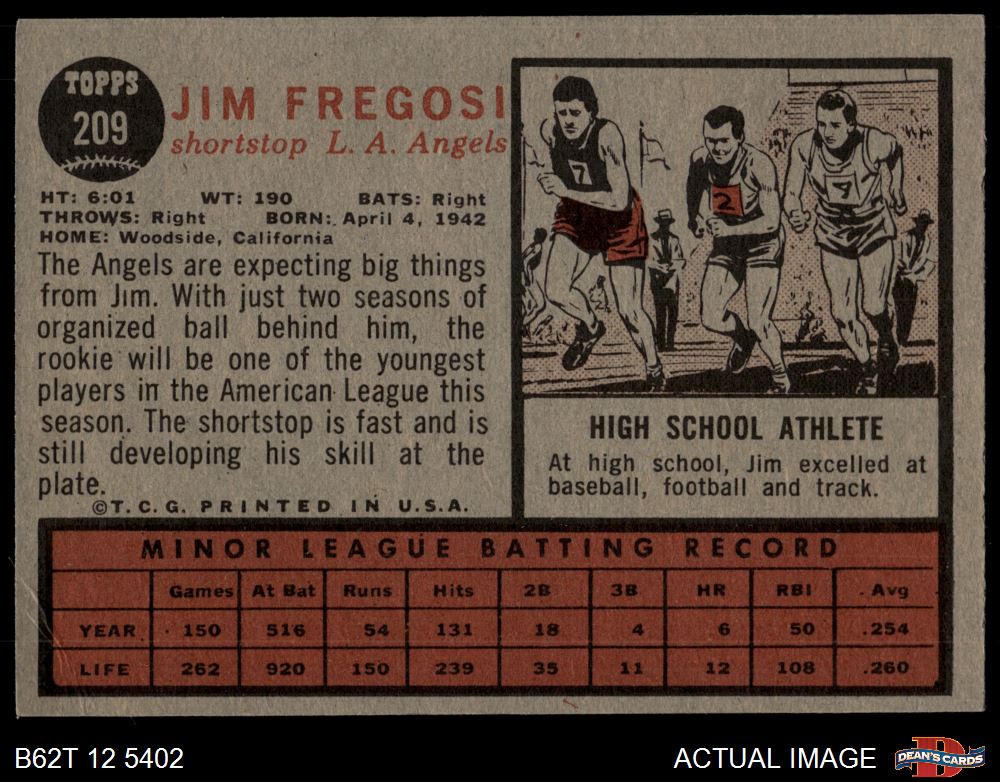 TOPPS
209
JIM FREGOSI
shortstop L. A. Angels
HT: 6:01 WT: 190 BATS: Right
THROWS: Right BORN: April 4, 1942
HOME: Woodside, California
The Angels are expecting big things
from Jim. With just two seasons of
organized ball behind him, the
rookie will be one of the youngest
players in the American League this
season. The shortstop is fast and is
still developing his skill at the
plate.
©T. C. G. PRINTED IN U.S.A.
7
2
HIGH SCHOOL ATHLETE
At high school, Jim excelled at
baseball, football and track.
MINOR LEAGUE BATTING RECORD
Games At Bat Runs Hits 2B 3B HR RBI Avg
YEAR 150 516 54 131 18 4 6 50 .254
LIFE 262 920 150 239 35 11 12 108 .260
B62T 12 5402
ACTUAL IMAGE
DEAN'S CARDS